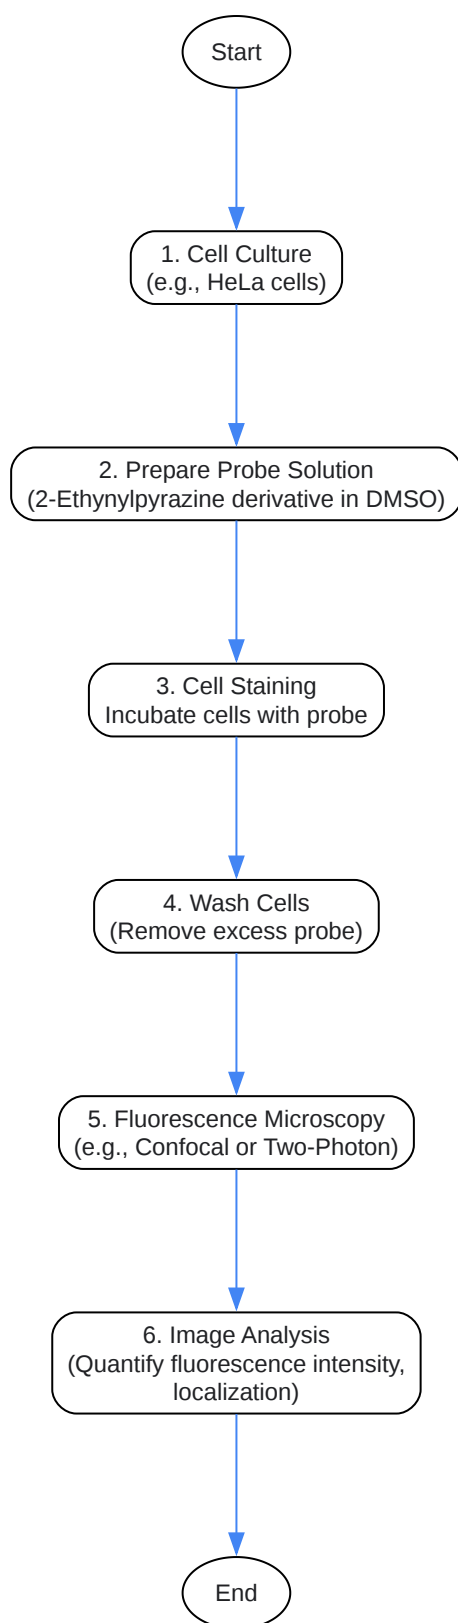 Start
1. Cell Culture
(e.g., HeLa cells)
2. Prepare Probe Solution
(2-Ethynylpyrazine derivative in DMSO)
3. Cell Staining
Incubate cells with probe
4. Wash Cells
(Remove excess probe)
5. Fluorescence Microscopy
(e.g., Confocal or Two-Photon)
6. Image Analysis
(Quantify fluorescence intensity,
localization)
End